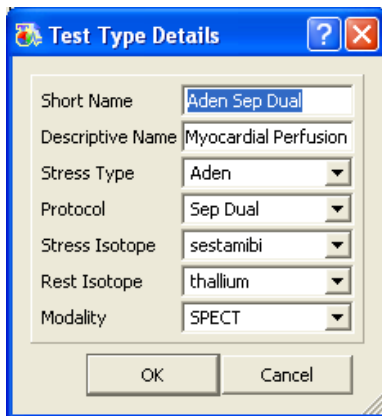 Test Type Details
Short Name Aden Sep Dual
Descriptive Name Myocardial Perfusion
Stress Type Aden
Protocol Sep Dual
Stress Isotope sestamibi
Rest Isotope thallium
Modality SPECT
OK Cancel